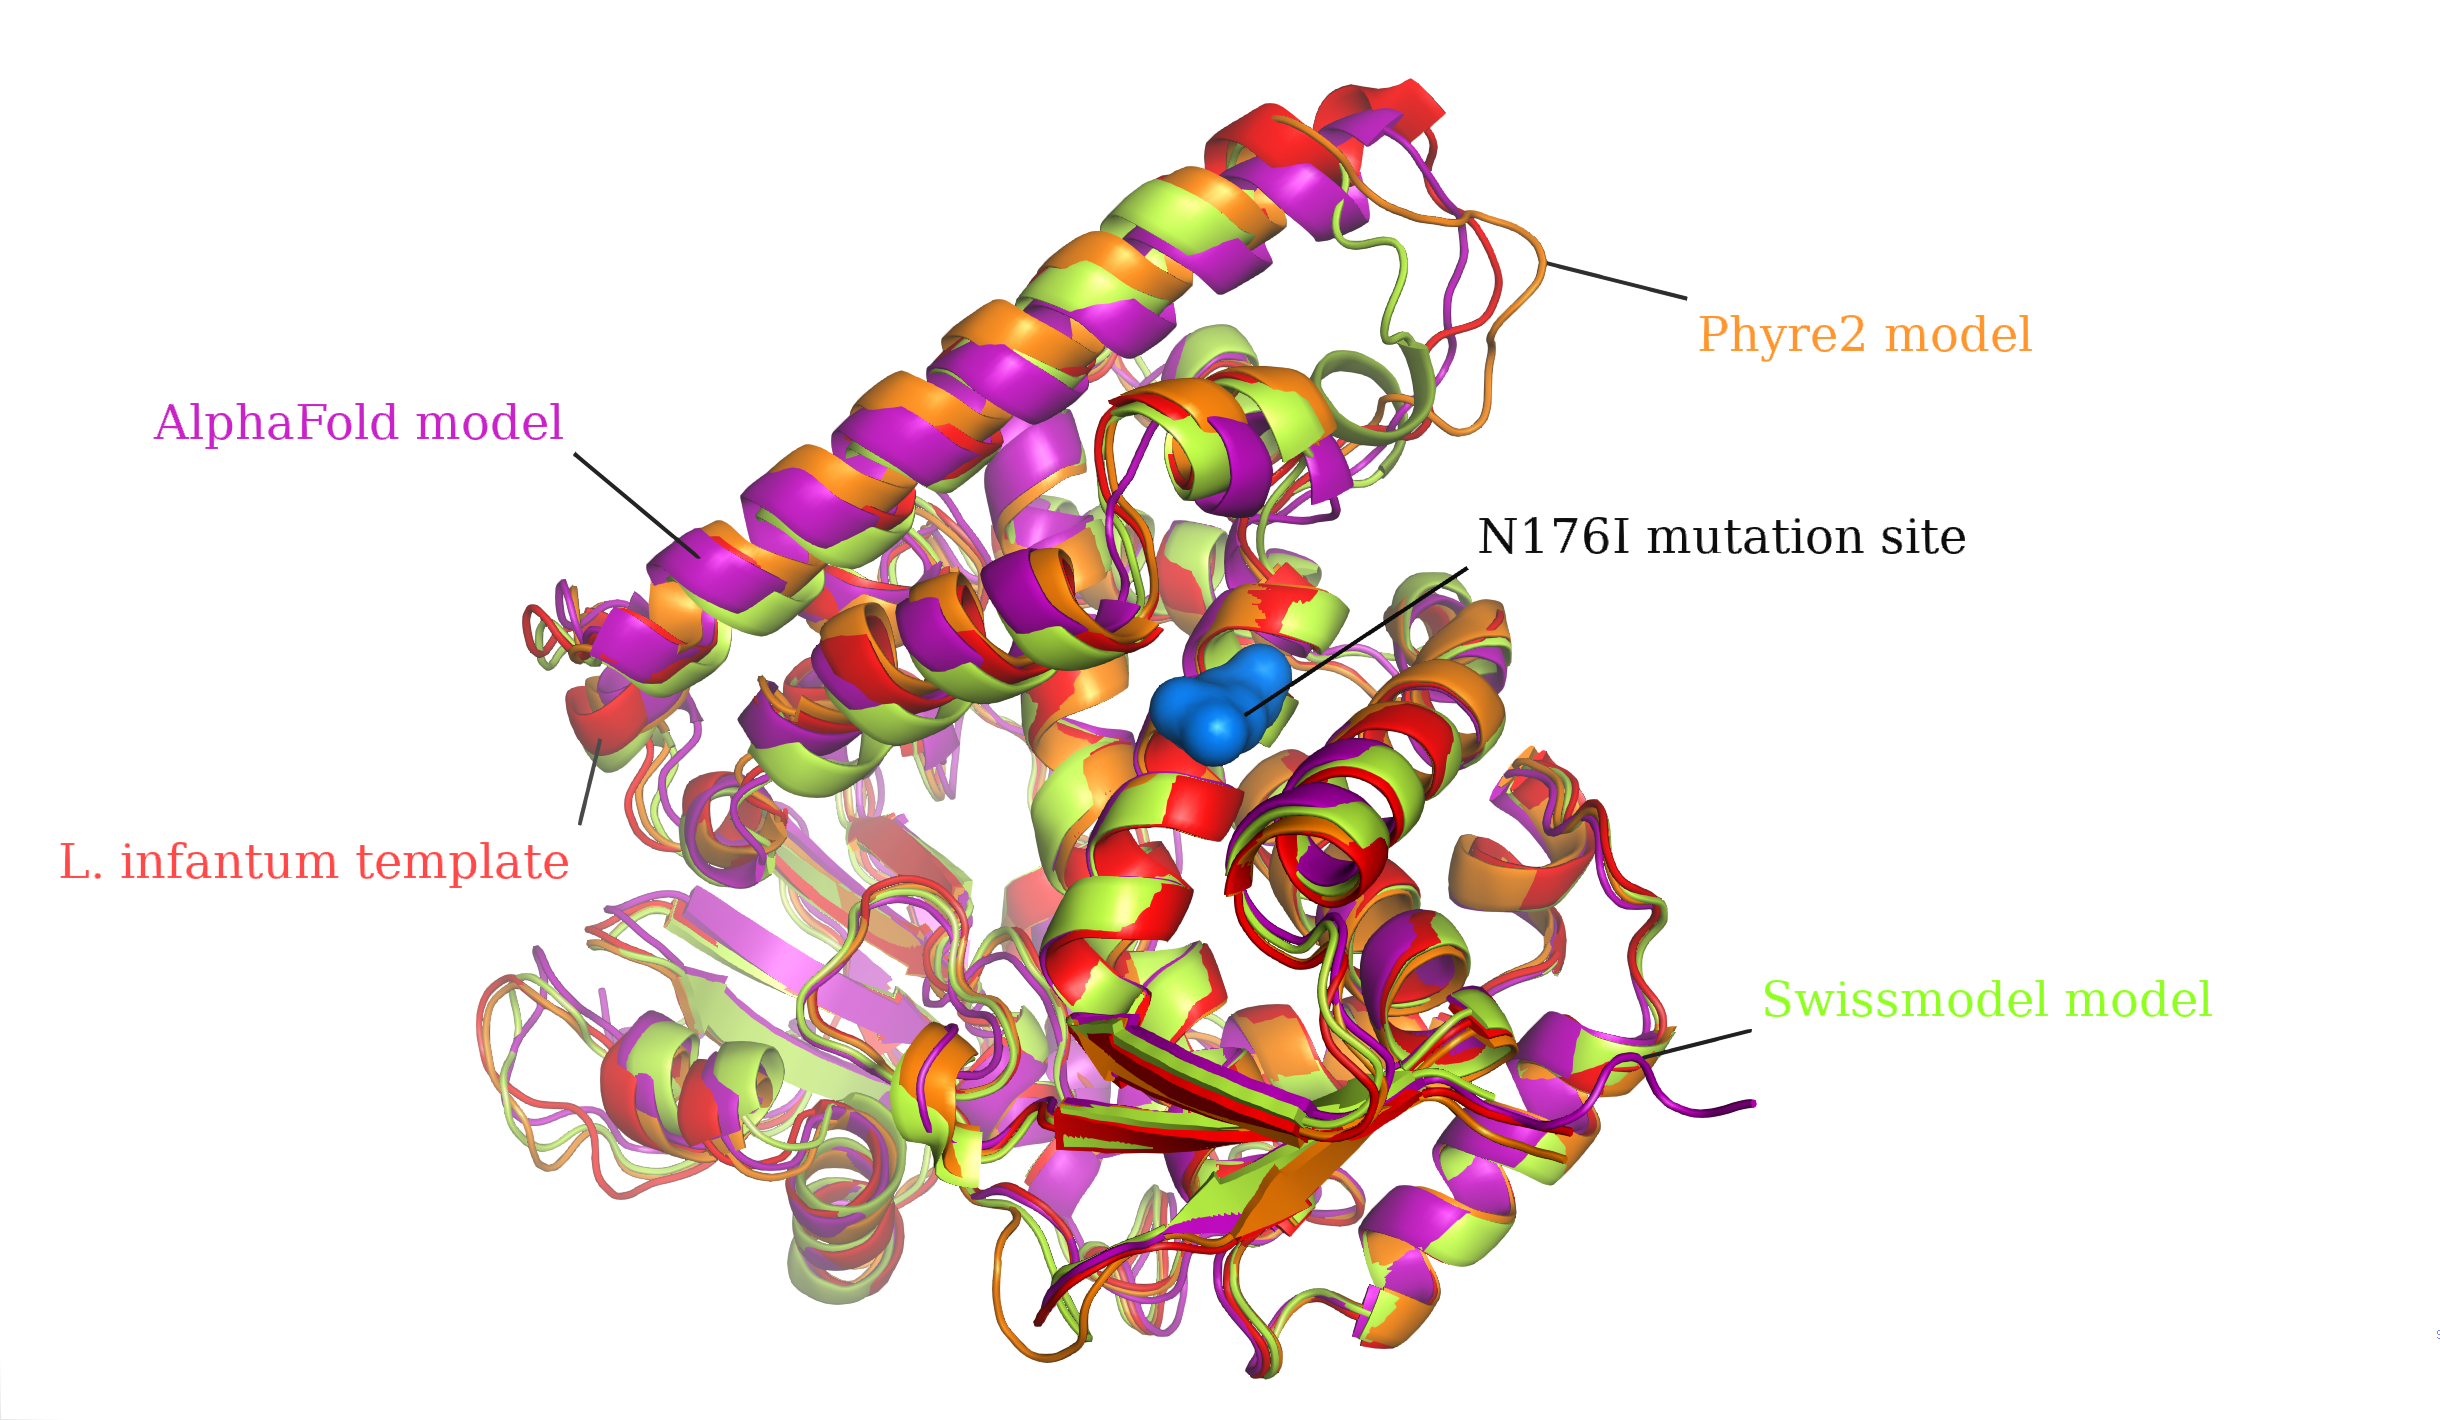 Phyre2 model
AlphaFold model
N176I mutation site
L. infantum template
Swissmodel model